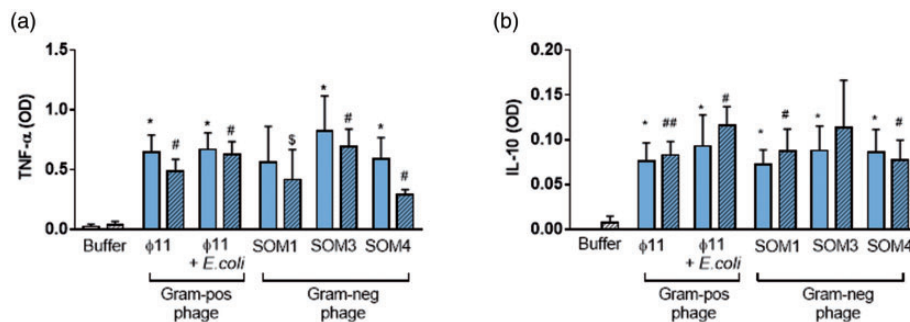 (a)
1.5
1.0
0.5
0.0
TNF-α (OD)
* # * # $ * # * #
Buffer ϕ11 ϕ11 SOM1 SOM3 SOM4
+ E.coli
Gram-pos Gram-neg
phage phage
(b)
0.20
0.15
0.10
0.05
0.00
IL-10 (OD)
* ## * # * # * * #
Buffer ϕ11 ϕ11 SOM1 SOM3 SOM4
+ E.coli
Gram-pos Gram-neg
phage phage